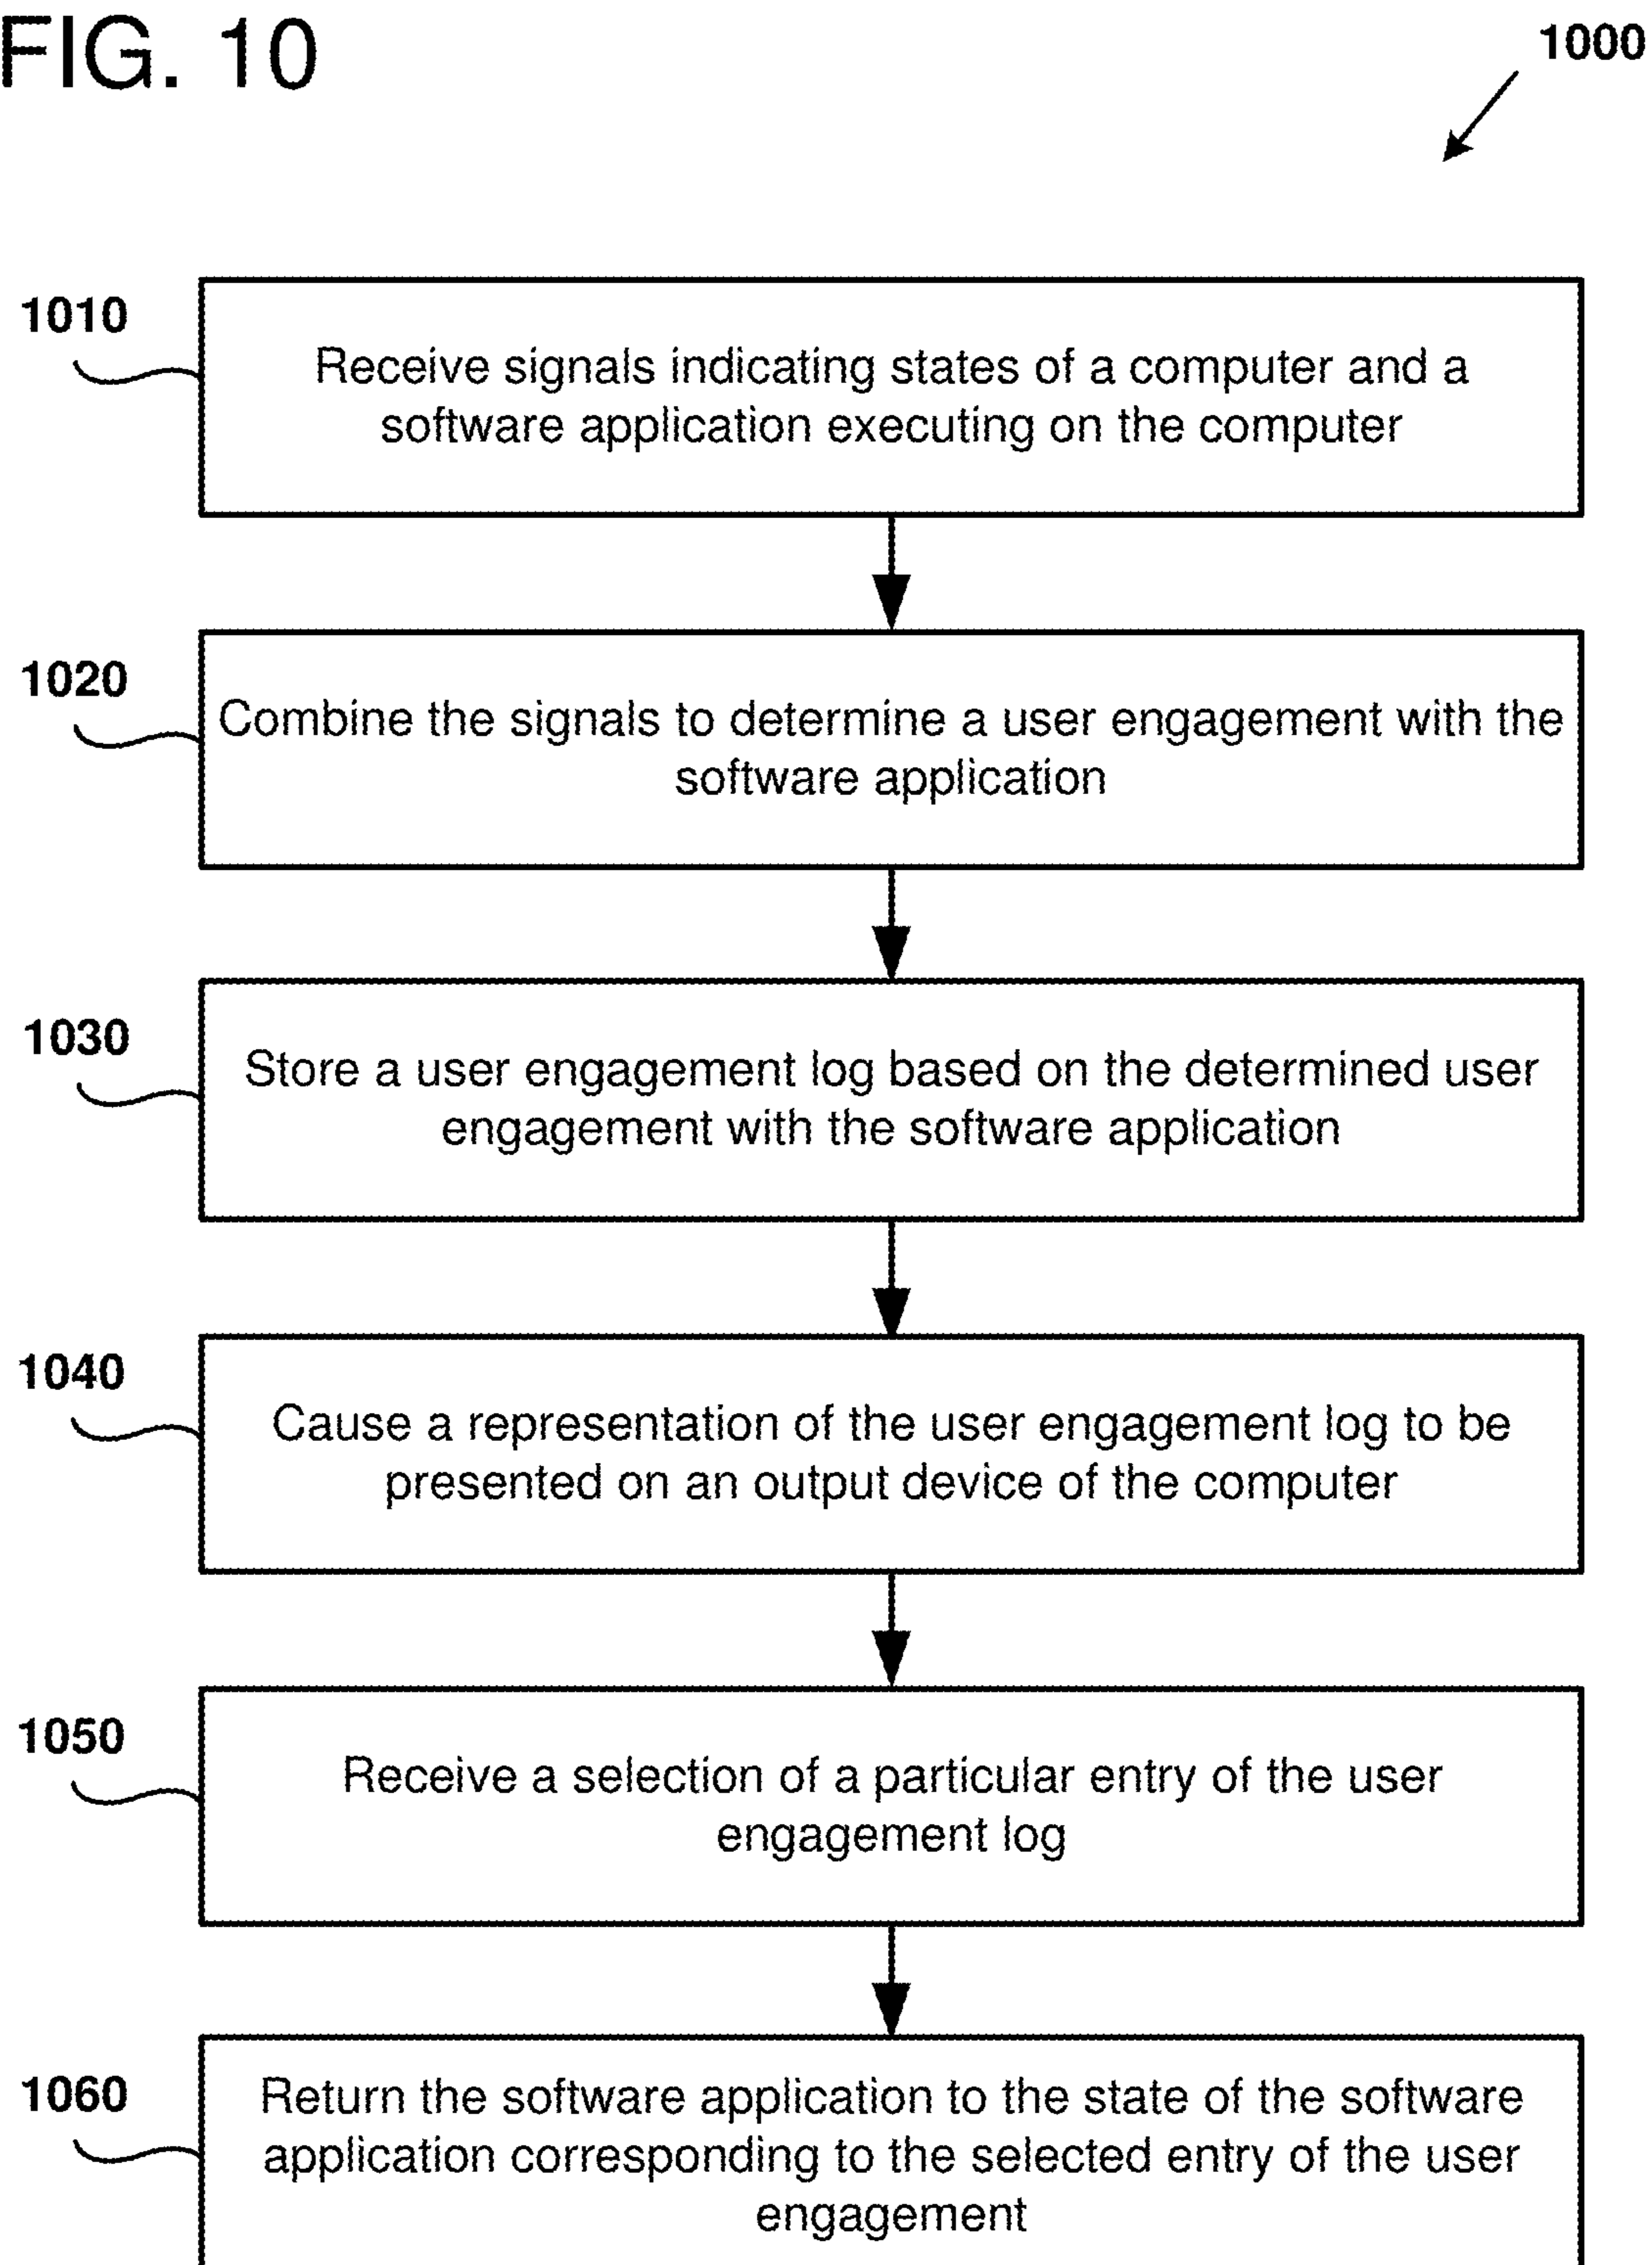 FIG. 10
1000
1010
Receive signals indicating states of a computer and a
software application executing on the computer
1020
Combine the signals to determine a user engagement with the
software application
1030
Store a user engagement log based on the determined user
engagement with the software application
1040
Cause a representation of the user engagement log to be
presented on an output device of the computer
1050
Receive a selection of a particular entry of the user
engagement log
1060
Return the software application to the state of the software
application corresponding to the selected entry of the user
engagement